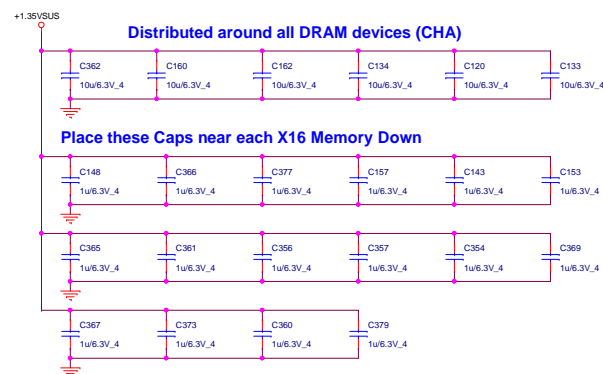 +1.35VSUS
Distributed around all DRAM devices (CHA)
C362 C160 C162 C134 C120 C133
10u/6.3V_4 10u/6.3V_4 10u/6.3V_4 10u/6.3V_4 10u/6.3V_4 10u/6.3V_4
Place these Caps near each X16 Memory Down
C148 C366 C377 C157 C143 C153
1u/6.3V_4 1u/6.3V_4 1u/6.3V_4 1u/6.3V_4 1u/6.3V_4 1u/6.3V_4
C365 C361 C356 C357 C354 C369
1u/6.3V_4 1u/6.3V_4 1u/6.3V_4 1u/6.3V_4 1u/6.3V_4 1u/6.3V_4
C367 C373 C360 C379
1u/6.3V_4 1u/6.3V_4 1u/6.3V_4 1u/6.3V_4